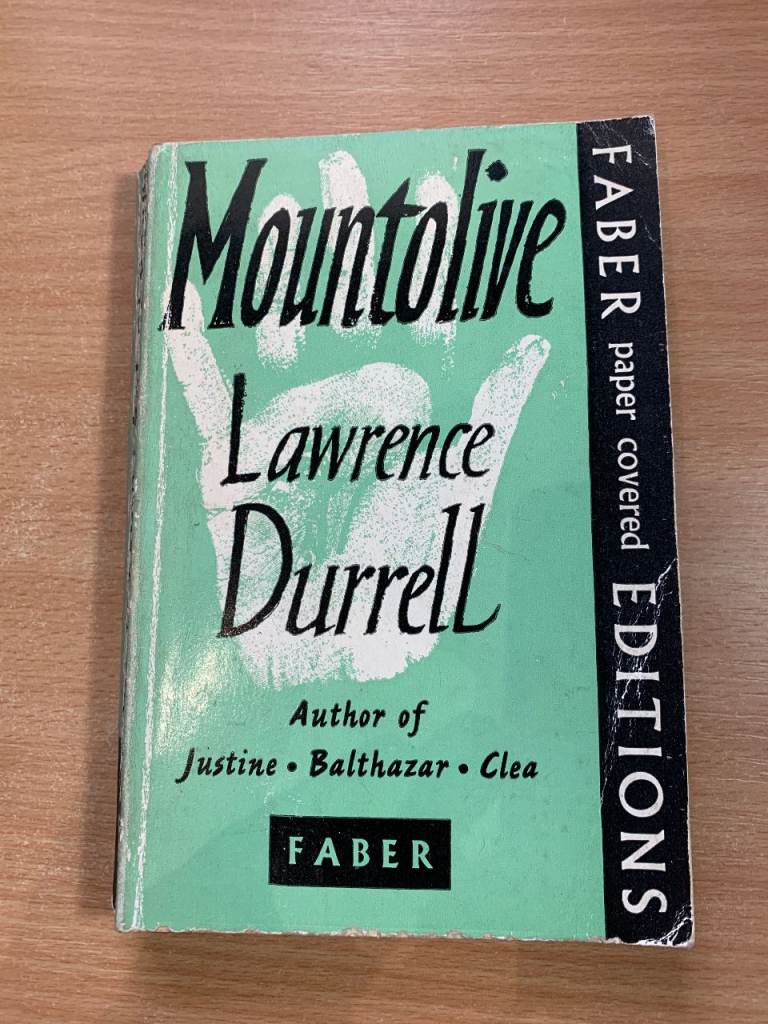 Mountolive
Lawrence
Durrell
Author of
Justine • Balthazar • Clea
FABER
FABER paper covered EDITIONS